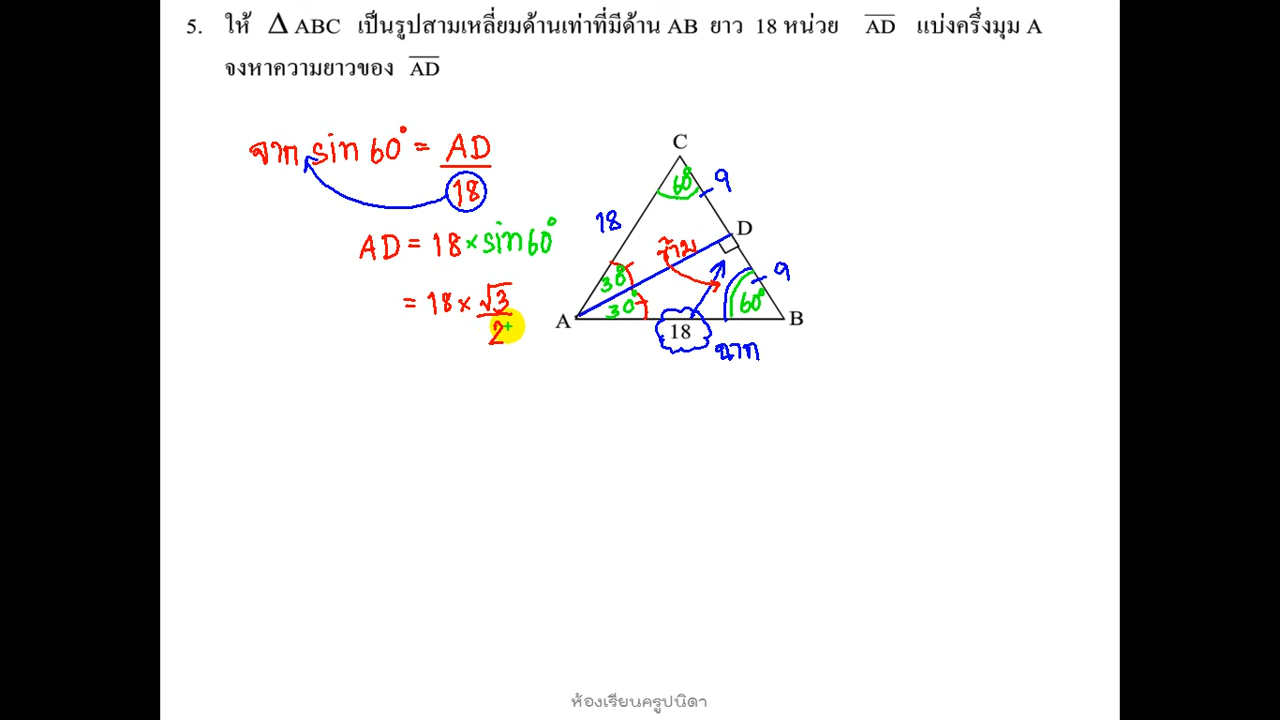 5. ให้ Δ ABC เป็นรูปสามเหลี่ยมด้านเท่าที่มีด้าน AB ยาว 18 หน่วย A̅D̅ แบ่งครึ่งมุม A
จงหาความยาวของ A̅D̅
จาก sin 60° = AD/18
AD = 18 × sin 60°
= 18 × √3/2
C
60°
9
18
D
ข้าม
30°
9
30°
60°
A
18
B
ฉาก
ห้องเรียนครูปนิดา